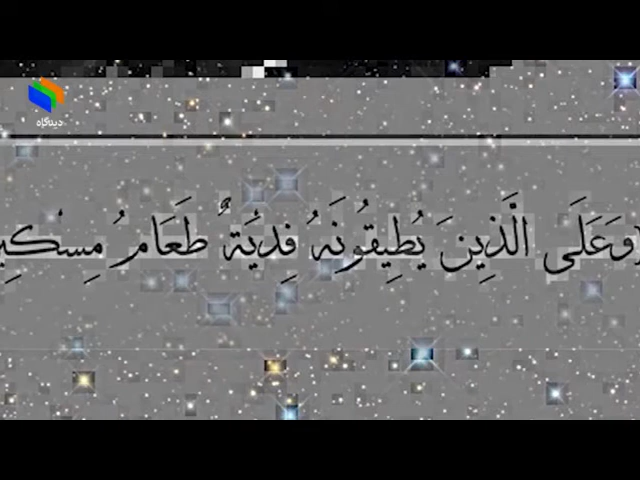 دیدگاه
وَعَلَى الَّذِينَ يُطِيقُونَهُ فِدْيَةٌ طَعَامُ